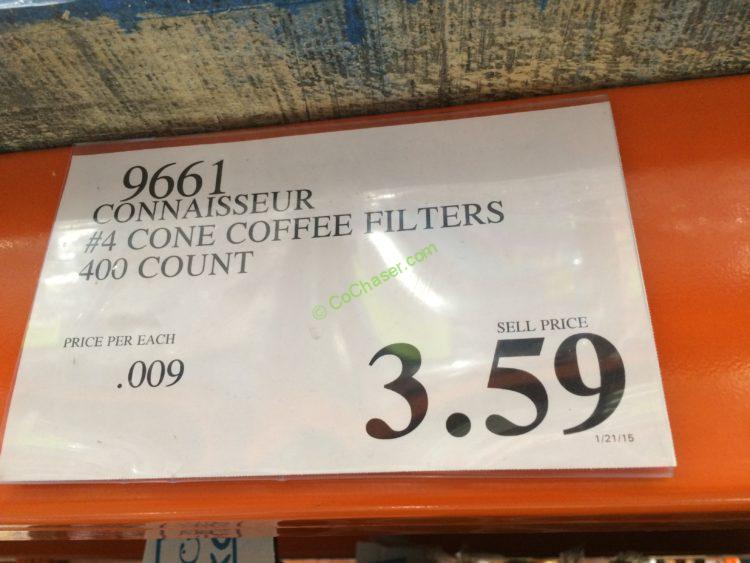 9661
CONNAISSEUR
#4 CONE COFFEE FILTERS
400 COUNT
© CoChaser.com
PRICE PER EACH
.009
SELL PRICE
3.59
1/21/15